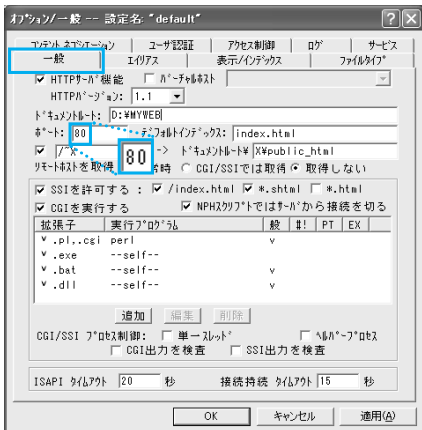 ｵﾌﾟｼｮﾝ/一般 -- 設定名: "default"
ｺﾝﾃﾝﾄ ﾈｺﾞｼｴｰｼｮﾝ ﾕｰｻﾞ認証 ｱｸｾｽ制御 ﾛｸﾞ ｻｰﾋﾞｽ
一般 ｴｲﾘｱｽ 表示/ｲﾝﾃﾞｯｸｽ ﾌｧｲﾙﾀｲﾌﾟ
HTTPｻｰﾊﾞ機能 ﾊﾞｰﾁｬﾙﾎｽﾄ
HTTPﾊﾞｰｼﾞｮﾝ: 1.1
ﾄﾞｷｭﾒﾝﾄﾙｰﾄ: D:¥MYWEB
ﾎﾟｰﾄ: 80 ﾃﾞﾌｫﾙﾄｲﾝﾃﾞｯｸｽ: index.html
80
/~X -> ﾄﾞｷｭﾒﾝﾄﾙｰﾄ¥ X¥public_html
ﾘﾓｰﾄﾎｽﾄを取得 常時 CGI/SSIでは取得 取得しない
SSIを許可する : /index.html *.shtml *.html
CGIを実行する NPHｽｸﾘﾌﾟﾄではｻｰﾊﾞから接続を切る
拡張子 実行ﾌﾟﾛｸﾞﾗﾑ 般 #! PT EX
v .pl,.cgi perl v
v .exe --self--
v .bat --self-- v
v .dll --self-- v
追加 編集 削除
CGI/SSI ﾌﾟﾛｾｽ制御: 単一ｽﾚｯﾄﾞ ﾍﾙﾊﾟｰﾌﾟﾛｾｽ
CGI出力を検査 SSI出力を検査
ISAPI ﾀｲﾑｱｳﾄ 20 秒 接続持続 ﾀｲﾑｱｳﾄ 15 秒
OK ｷｬﾝｾﾙ 適用(A)